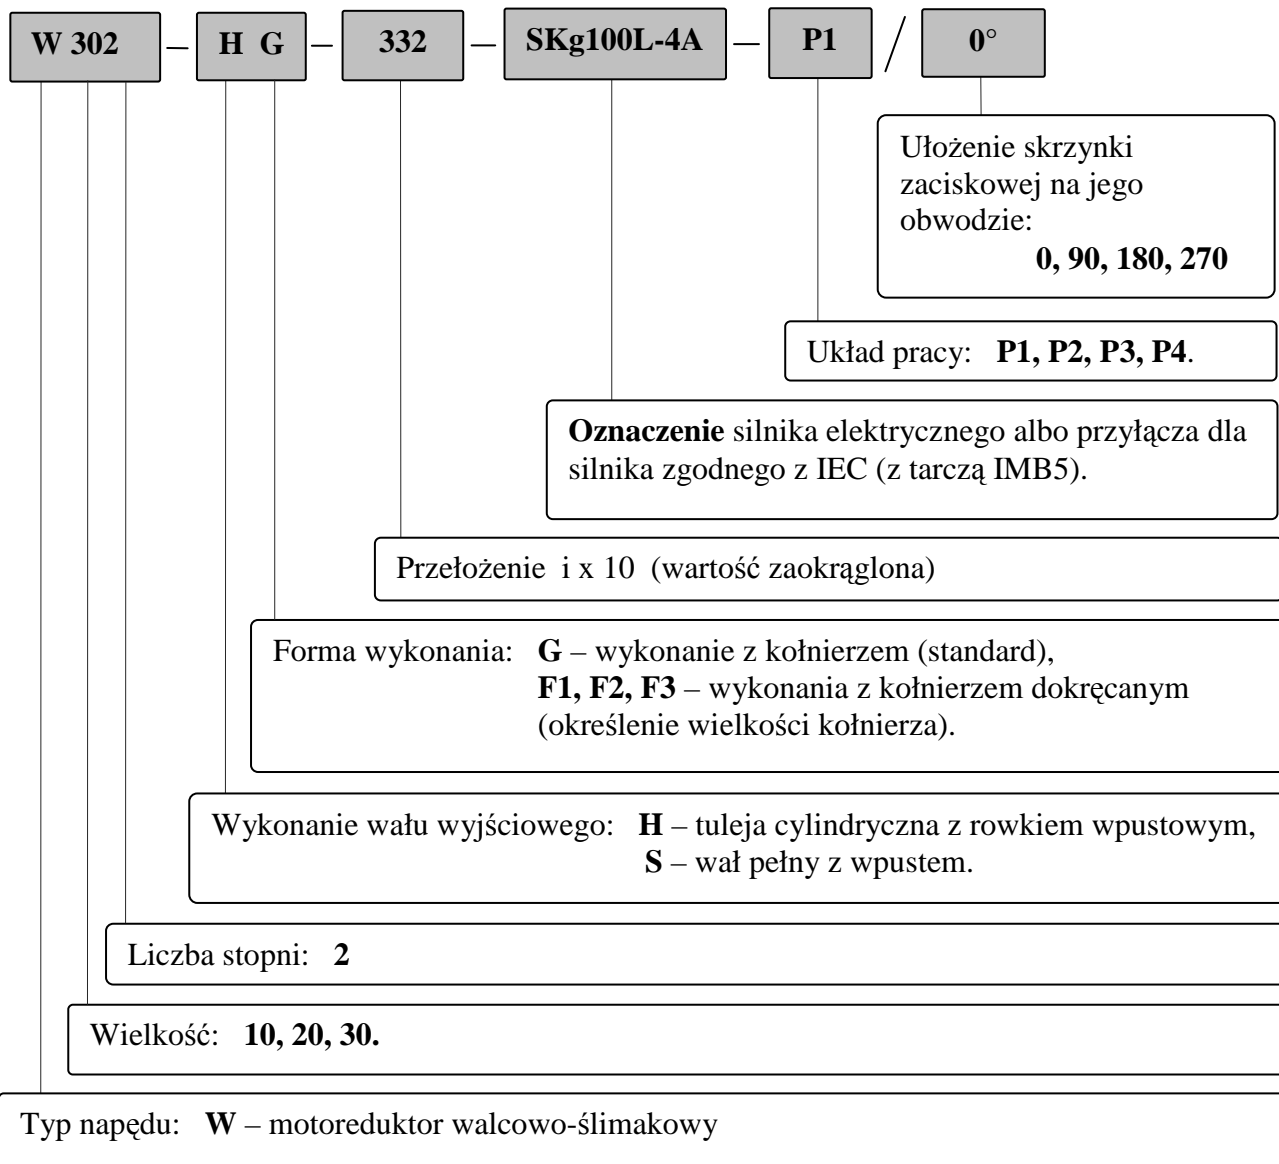 W 302 – H G – 332 – SKg100L-4A – P1 / 0°
Ułożenie skrzynki
zaciskowej na jego
obwodzie:
0, 90, 180, 270
Układ pracy: P1, P2, P3, P4.
Oznaczenie silnika elektrycznego albo przyłącza dla
silnika zgodnego z IEC (z tarczą IMB5).
Przełożenie i x 10 (wartość zaokrąglona)
Forma wykonania: G – wykonanie z kołnierzem (standard),
F1, F2, F3 – wykonania z kołnierzem dokręcanym
(określenie wielkości kołnierza).
Wykonanie wału wyjściowego: H – tuleja cylindryczna z rowkiem wpustowym,
S – wał pełny z wpustem.
Liczba stopni: 2
Wielkość: 10, 20, 30.
Typ napędu: W – motoreduktor walcowo-ślimakowy